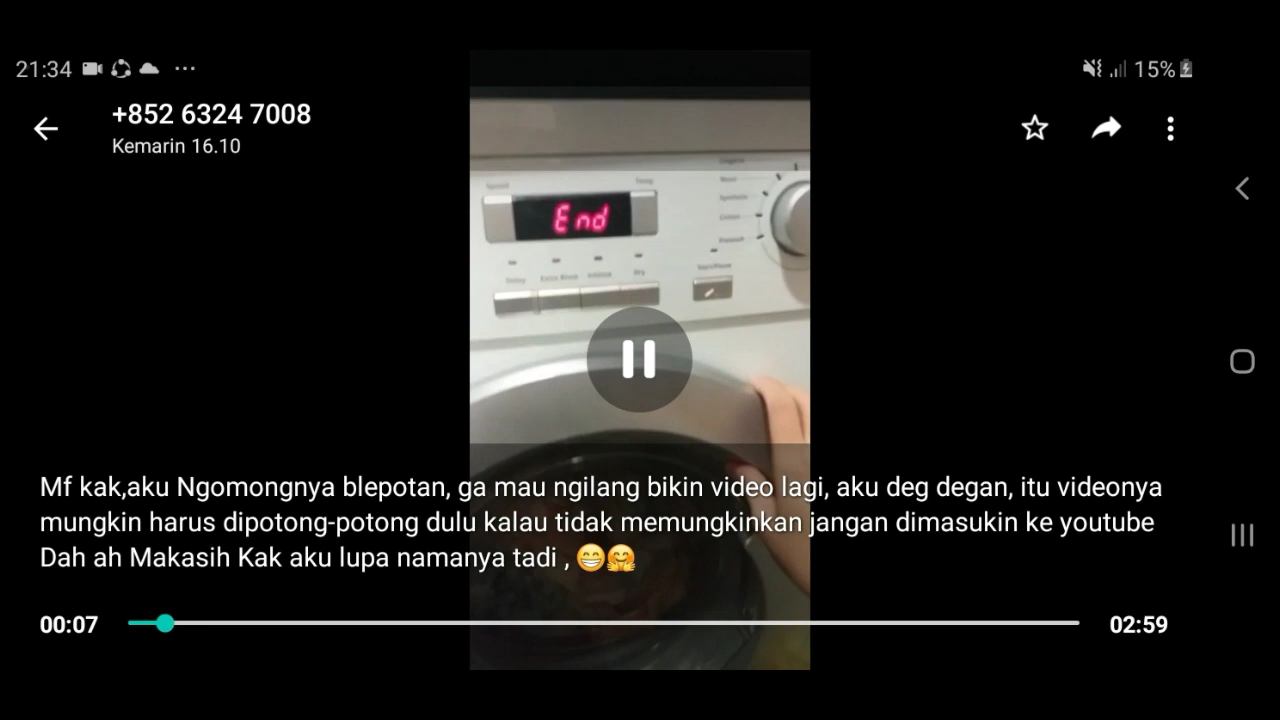 21:34
15%
+852 6324 7008
Kemarin 16.10
End
Mf kak,aku Ngomongnya blepotan, ga mau ngilang bikin video lagi, aku deg degan, itu videonya
mungkin harus dipotong-potong dulu kalau tidak memungkinkan jangan dimasukin ke youtube
Dah ah Makasih Kak aku lupa namanya tadi , 😁🤗
00:07
02:59